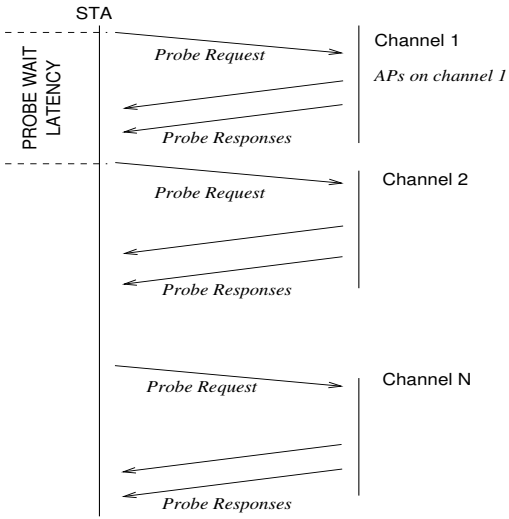 STA
PROBE WAIT
LATENCY
Probe Request
Channel 1
APs on channel 1
Probe Responses
Probe Request
Channel 2
Probe Responses
Probe Request
Channel N
Probe Responses